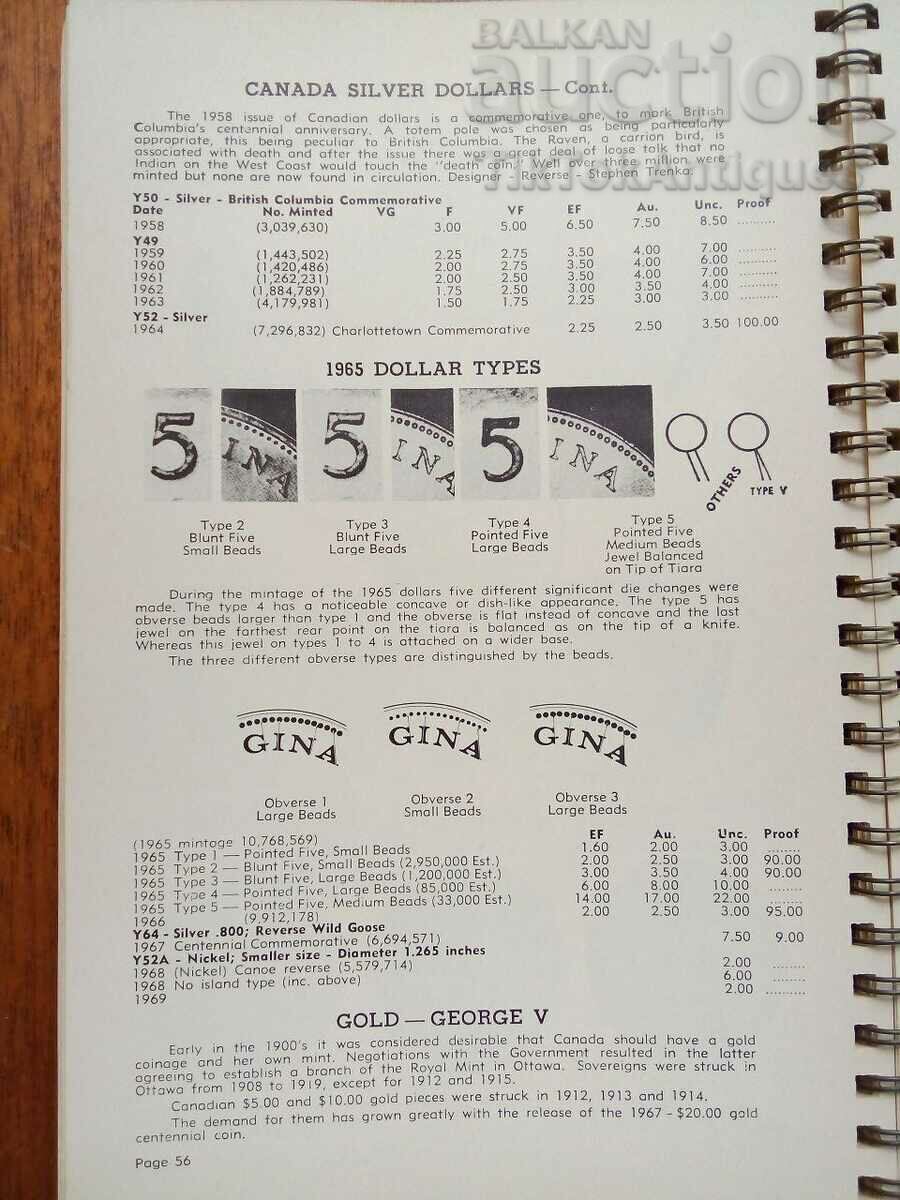 BALKAN
auction
TikTokAntiques
CANADA SILVER DOLLARS — Cont.
The 1958 issue of Canadian dollars is a commemorative one, to mark British
Columbia's centennial anniversary. A totem pole was chosen as being particularly
appropriate, this being peculiar to British Columbia. The Raven, a carrion bird, is
associated with death and after the issue there was a great deal of loose talk that no
Indian on the West Coast would touch the "death coin." Well over three million were
minted but none are now found in circulation. Designer - Reverse - Stephen Trenka.
Y50 - Silver - British Columbia Commemorative
Date No. Minted VG F VF EF Au. Unc. Proof
1958 (3,039,630) 3.00 5.00 6.50 7.50 8.50 ..........
Y49
1959 (1,443,502) 2.25 2.75 3.50 4.00 7.00 ..........
1960 (1,420,486) 2.00 2.75 3.50 4.00 6.00 ..........
1961 (1,262,231) 2.00 2.50 3.50 4.00 7.00 ..........
1962 (1,884,789) 1.75 2.50 3.00 3.50 4.00 ..........
1963 (4,179,981) 1.50 1.75 2.25 3.00 3.00 ..........
Y52 - Silver
1964 (7,296,832) Charlottetown Commemorative 2.25 2.50 3.50 100.00
1965 DOLLAR TYPES
5 INA 5 INA 5 INA
OTHERS TYPE V
Type 2 Type 3 Type 4 Type 5
Blunt Five Blunt Five Pointed Five Pointed Five
Small Beads Large Beads Large Beads Medium Beads
Jewel Balanced
on Tip of Tiara
During the mintage of the 1965 dollars five different significant die changes were
made. The type 4 has a noticeable concave or dish-like appearance. The type 5 has
obverse beads larger than type 1 and the obverse is flat instead of concave and the last
jewel on the farthest rear point on the tiara is balanced as on the tip of a knife.
Whereas this jewel on types 1 to 4 is attached on a wider base.
The three different obverse types are distinguished by the beads.
GINA GINA GINA
Obverse 1 Obverse 2 Obverse 3
Large Beads Small Beads Large Beads
EF Au. Unc. Proof
(1965 mintage 10,768,569)
1965 Type 1 — Pointed Five, Small Beads 1.60 2.00 3.00 ........
1965 Type 2 — Blunt Five, Small Beads (2,950,000 Est.) 2.00 2.50 3.00 90.00
1965 Type 3 — Blunt Five, Large Beads (1,200,000 Est.) 3.00 3.50 4.00 90.00
1965 Type 4 — Pointed Five, Large Beads (85,000 Est.) 6.00 8.00 10.00 ........
1965 Type 5 — Pointed Five, Medium Beads (33,000 Est.) 14.00 17.00 22.00 ........
1966 (9,912,178) 2.00 2.50 3.00 95.00
Y64 - Silver .800; Reverse Wild Goose
1967 Centennial Commemorative (6,694,571) 7.50 9.00
Y52A - Nickel; Smaller size - Diameter 1.265 inches
1968 (Nickel) Canoe reverse (5,579,714) 2.00 ........
1968 No island type (inc. above) 6.00 ........
1969 2.00 ..........
GOLD — GEORGE V
Early in the 1900's it was considered desirable that Canada should have a gold
coinage and her own mint. Negotiations with the Government resulted in the latter
agreeing to establish a branch of the Royal Mint in Ottawa. Sovereigns were struck in
Ottawa from 1908 to 1919, except for 1912 and 1915.
Canadian $5.00 and $10.00 gold pieces were struck in 1912, 1913 and 1914.
The demand for them has grown greatly with the release of the 1967 - $20.00 gold
centennial coin.
Page 56